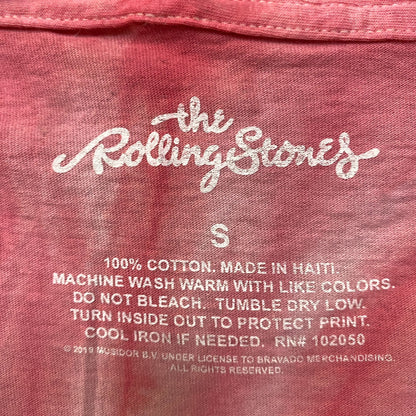 the
Rolling Stones
S
100% COTTON. MADE IN HAITI.
MACHINE WASH WARM WITH LIKE COLORS.
DO NOT BLEACH. TUMBLE DRY LOW.
TURN INSIDE OUT TO PROTECT PRINT.
COOL IRON IF NEEDED. RN# 102050
© 2019 MUSIDOR B.V. UNDER LICENSE TO BRAVADO MERCHANDISING.
ALL RIGHTS RESERVED.